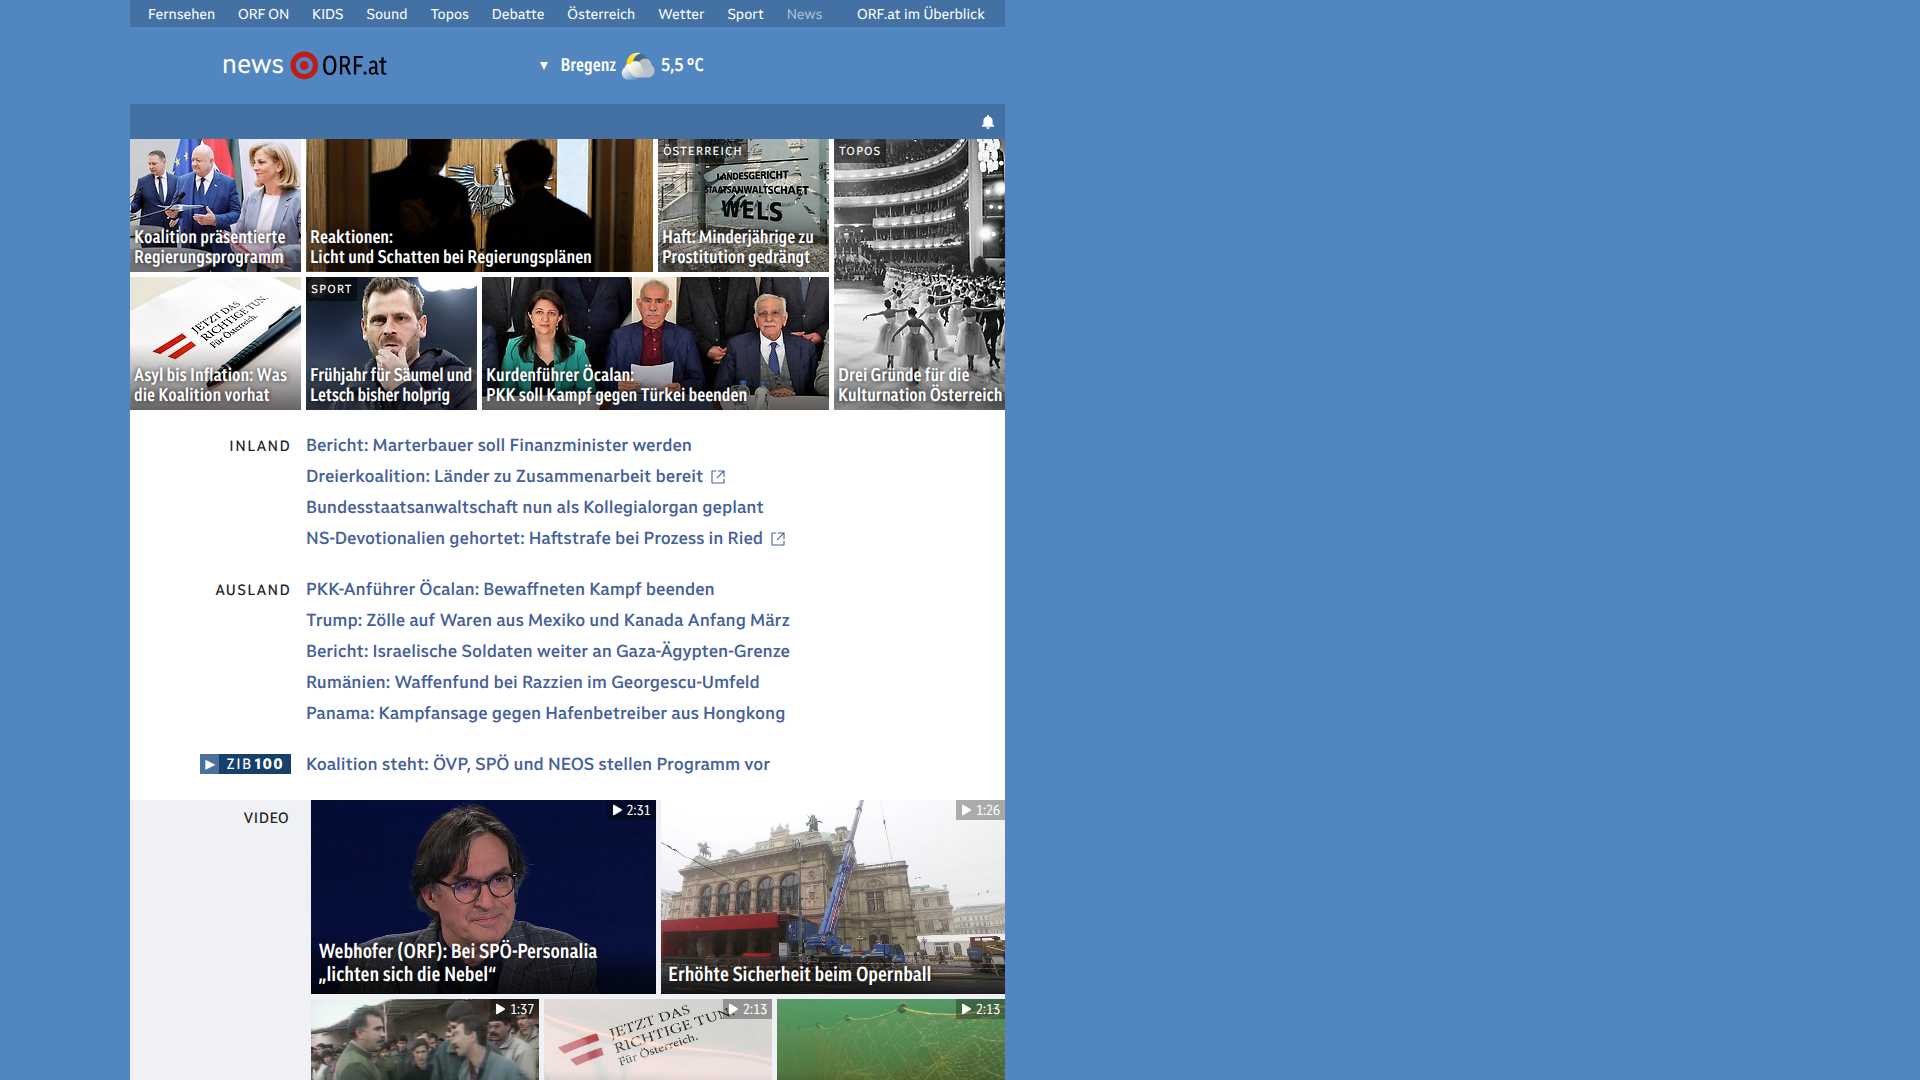 Fernsehen ORF ON KIDS Sound Topos Debatte Österreich Wetter Sport News ORF.at im Überblick
news ORF.at
Bregenz 5,5 ºC
Koalition präsentierte
Regierungsprogramm
Reaktionen:
Licht und Schatten bei Regierungsplänen
ÖSTERREICH
LANDESGERICHT
STAATSANWALTSCHAFT
WELS
Haft: Minderjährige zu
Prostitution gedrängt
TOPOS
Drei Gründe für die
Kulturnation Österreich
JETZT DAS
RICHTIGE TUN.
Für Österreich.
Asyl bis Inflation: Was
die Koalition vorhat
SPORT
Frühjahr für Säumel und
Letsch bisher holprig
Kurdenführer Öcalan:
PKK soll Kampf gegen Türkei beenden
INLAND
Bericht: Marterbauer soll Finanzminister werden
Dreierkoalition: Länder zu Zusammenarbeit bereit
Bundesstaatsanwaltschaft nun als Kollegialorgan geplant
NS-Devotionalien gehortet: Haftstrafe bei Prozess in Ried
AUSLAND
PKK-Anführer Öcalan: Bewaffneten Kampf beenden
Trump: Zölle auf Waren aus Mexiko und Kanada Anfang März
Bericht: Israelische Soldaten weiter an Gaza-Ägypten-Grenze
Rumänien: Waffenfund bei Razzien im Georgescu-Umfeld
Panama: Kampfansage gegen Hafenbetreiber aus Hongkong
ZIB100
Koalition steht: ÖVP, SPÖ und NEOS stellen Programm vor
VIDEO
2:31
Webhofer (ORF): Bei SPÖ-Personalia
„lichten sich die Nebel“
1:26
Erhöhte Sicherheit beim Opernball
1:37
2:13
JETZT DAS
RICHTIGE TUN.
Für Österreich.
2:13